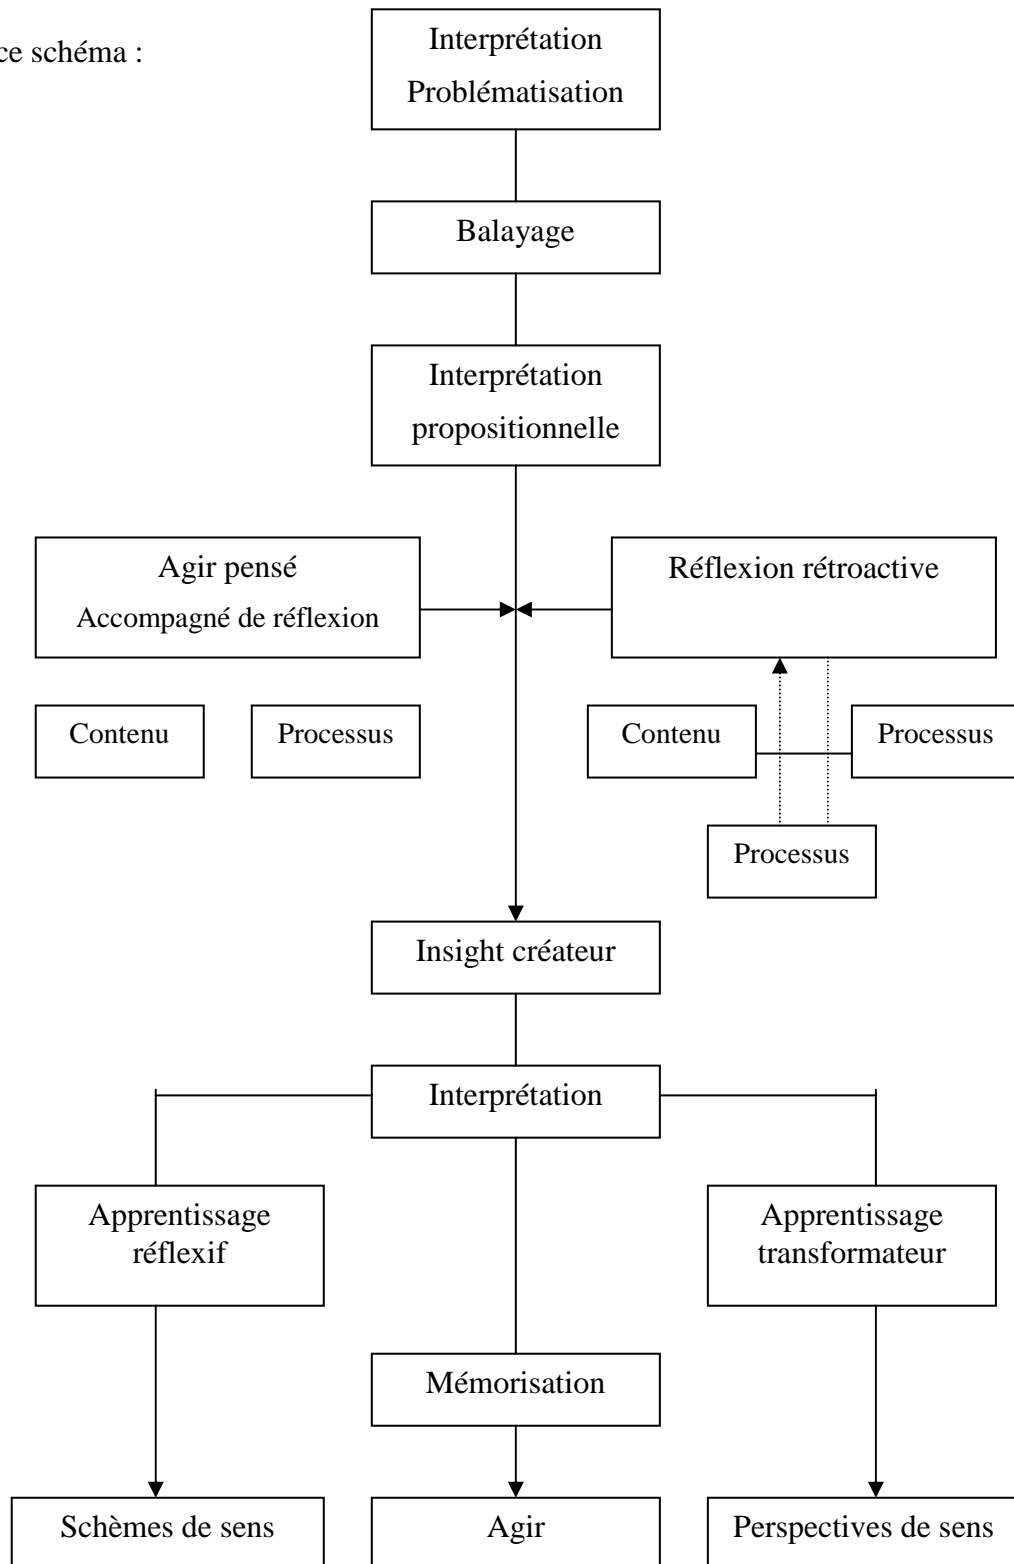 ce schéma :
Interprétation
Problématisation
Balayage
Interprétation
propositionnelle
Agir pensé
Accompagné de réflexion
Réflexion rétroactive
Contenu
Processus
Contenu
Processus
Processus
Insight créateur
Interprétation
Apprentissage
réflexif
Apprentissage
transformateur
Mémorisation
Schèmes de sens
Agir
Perspectives de sens